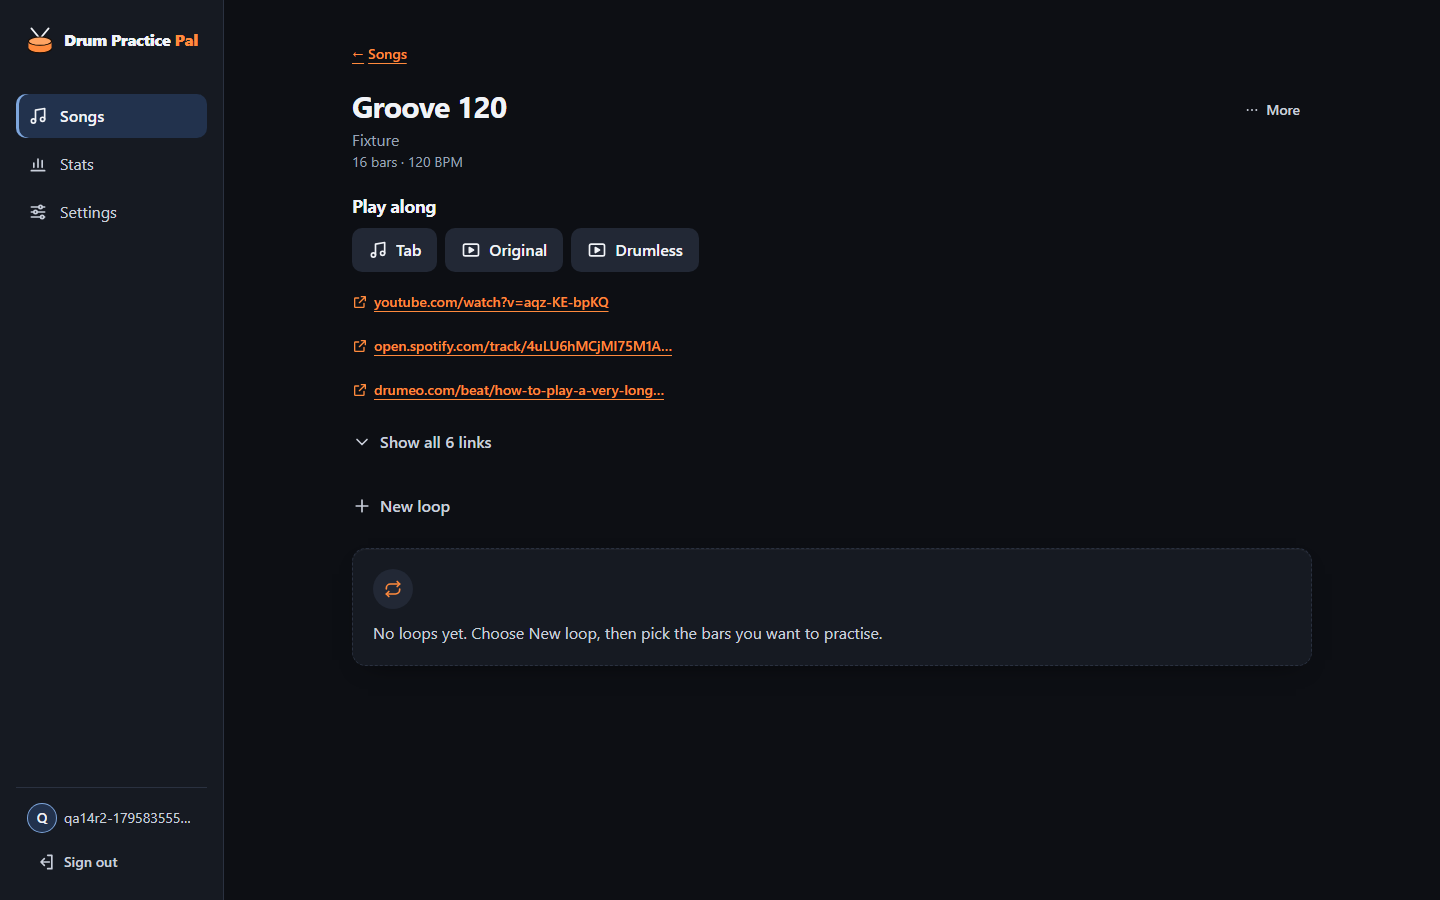 Drum Practice Pal
Songs
Stats
Settings
← Songs
Groove 120
··· More
Fixture
16 bars · 120 BPM
Play along
Tab
Original
Drumless
youtube.com/watch?v=aqz-KE-bpKQ
open.spotify.com/track/4uLU6hMCjMI75M1A...
drumeo.com/beat/how-to-play-a-very-long...
Show all 6 links
New loop
No loops yet. Choose New loop, then pick the bars you want to practise.
Q
qa14r2-179583555...
Sign out